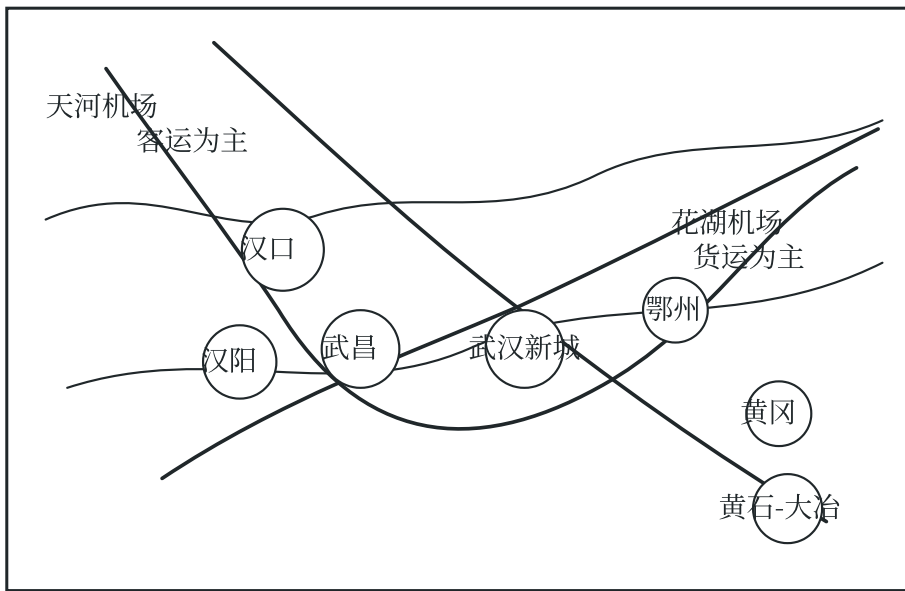 天河机场
客运为主
花湖机场
货运为主
汉口
鄂州
武昌
武汉新城
汉阳
黄冈
黄石-大冶